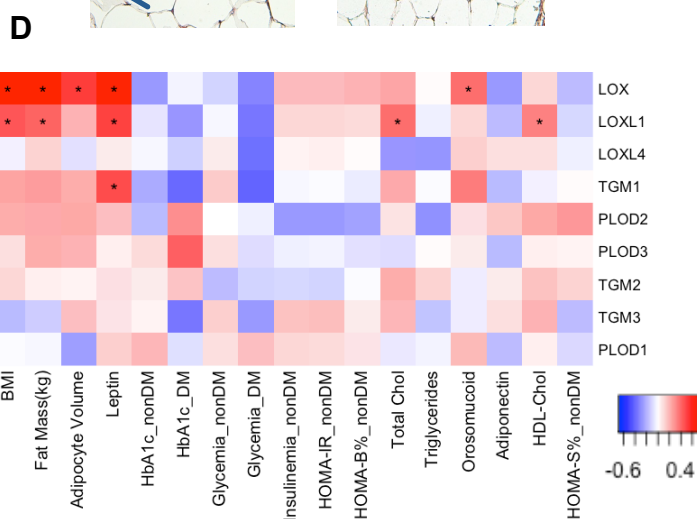 D
* * * * *
LOX
* * * * *
LOXL1
LOXL4
*
TGM1
PLOD2
PLOD3
TGM2
TGM3
PLOD1
BMI
Fat Mass(kg)
Adipocyte Volume
Leptin
HbA1c_nonDM
HbA1c_DM
Glycemia_nonDM
Glycemia_DM
Insulinemia_nonDM
HOMA-IR_nonDM
HOMA-B%_nonDM
Total Chol
Triglycerides
Orosomucoid
Adiponectin
HDL-Chol
HOMA-S%_nonDM
-0.6 0.4